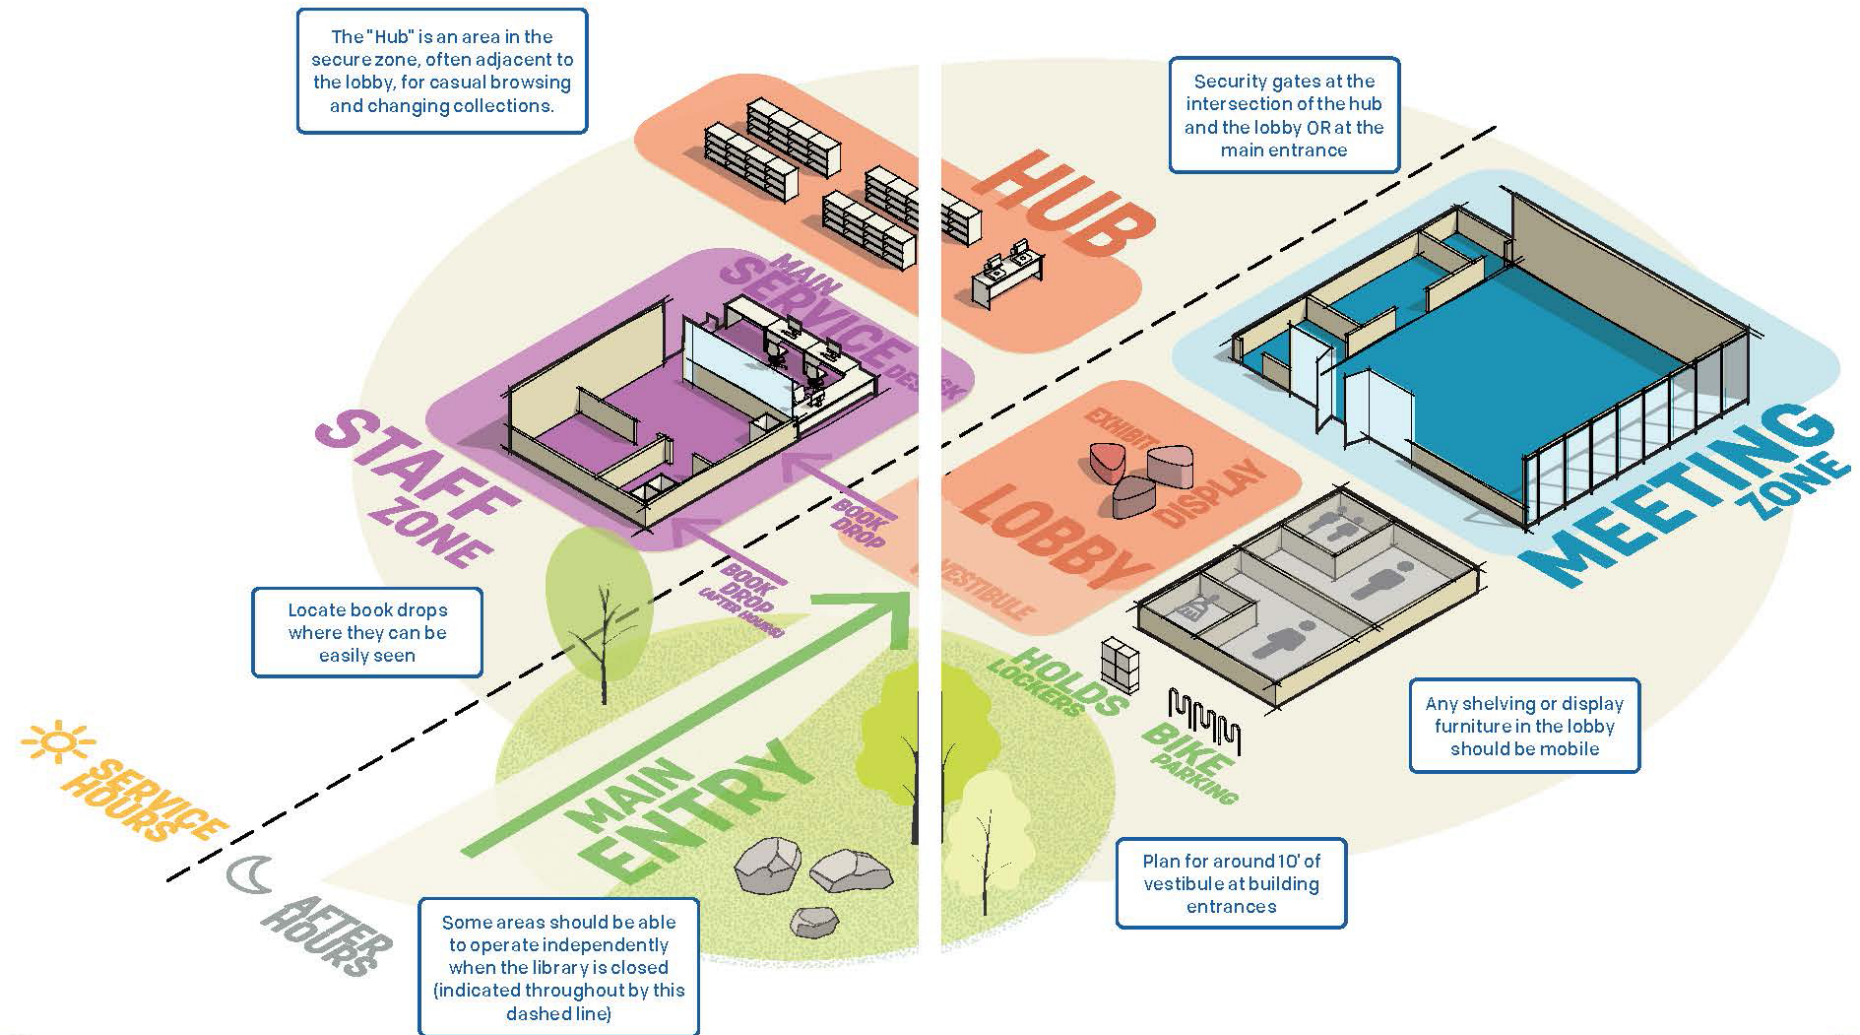 The "Hub" is an area in the
secure zone, often adjacent to
the lobby, for casual browsing
and changing collections.
Security gates at the
intersection of the hub
and the lobby OR at the
main entrance
HUB
MAIN
SERVICE DESK
STAFF
ZONE
MEETING
ZONE
EXHIBIT
DISPLAY
LOBBY
VESTIBULE
BOOK
DROP
BOOK
DROP
(AFTER HOURS)
Locate book drops
where they can be
easily seen
HOLDS
LOCKERS
BIKE
PARKING
Any shelving or display
furniture in the lobby
should be mobile
MAIN
ENTRY
SERVICE
HOURS
AFTER
HOURS
Plan for around 10' of
vestibule at building
entrances
Some areas should be able
to operate independently
when the library is closed
(indicated throughout by this
dashed line)